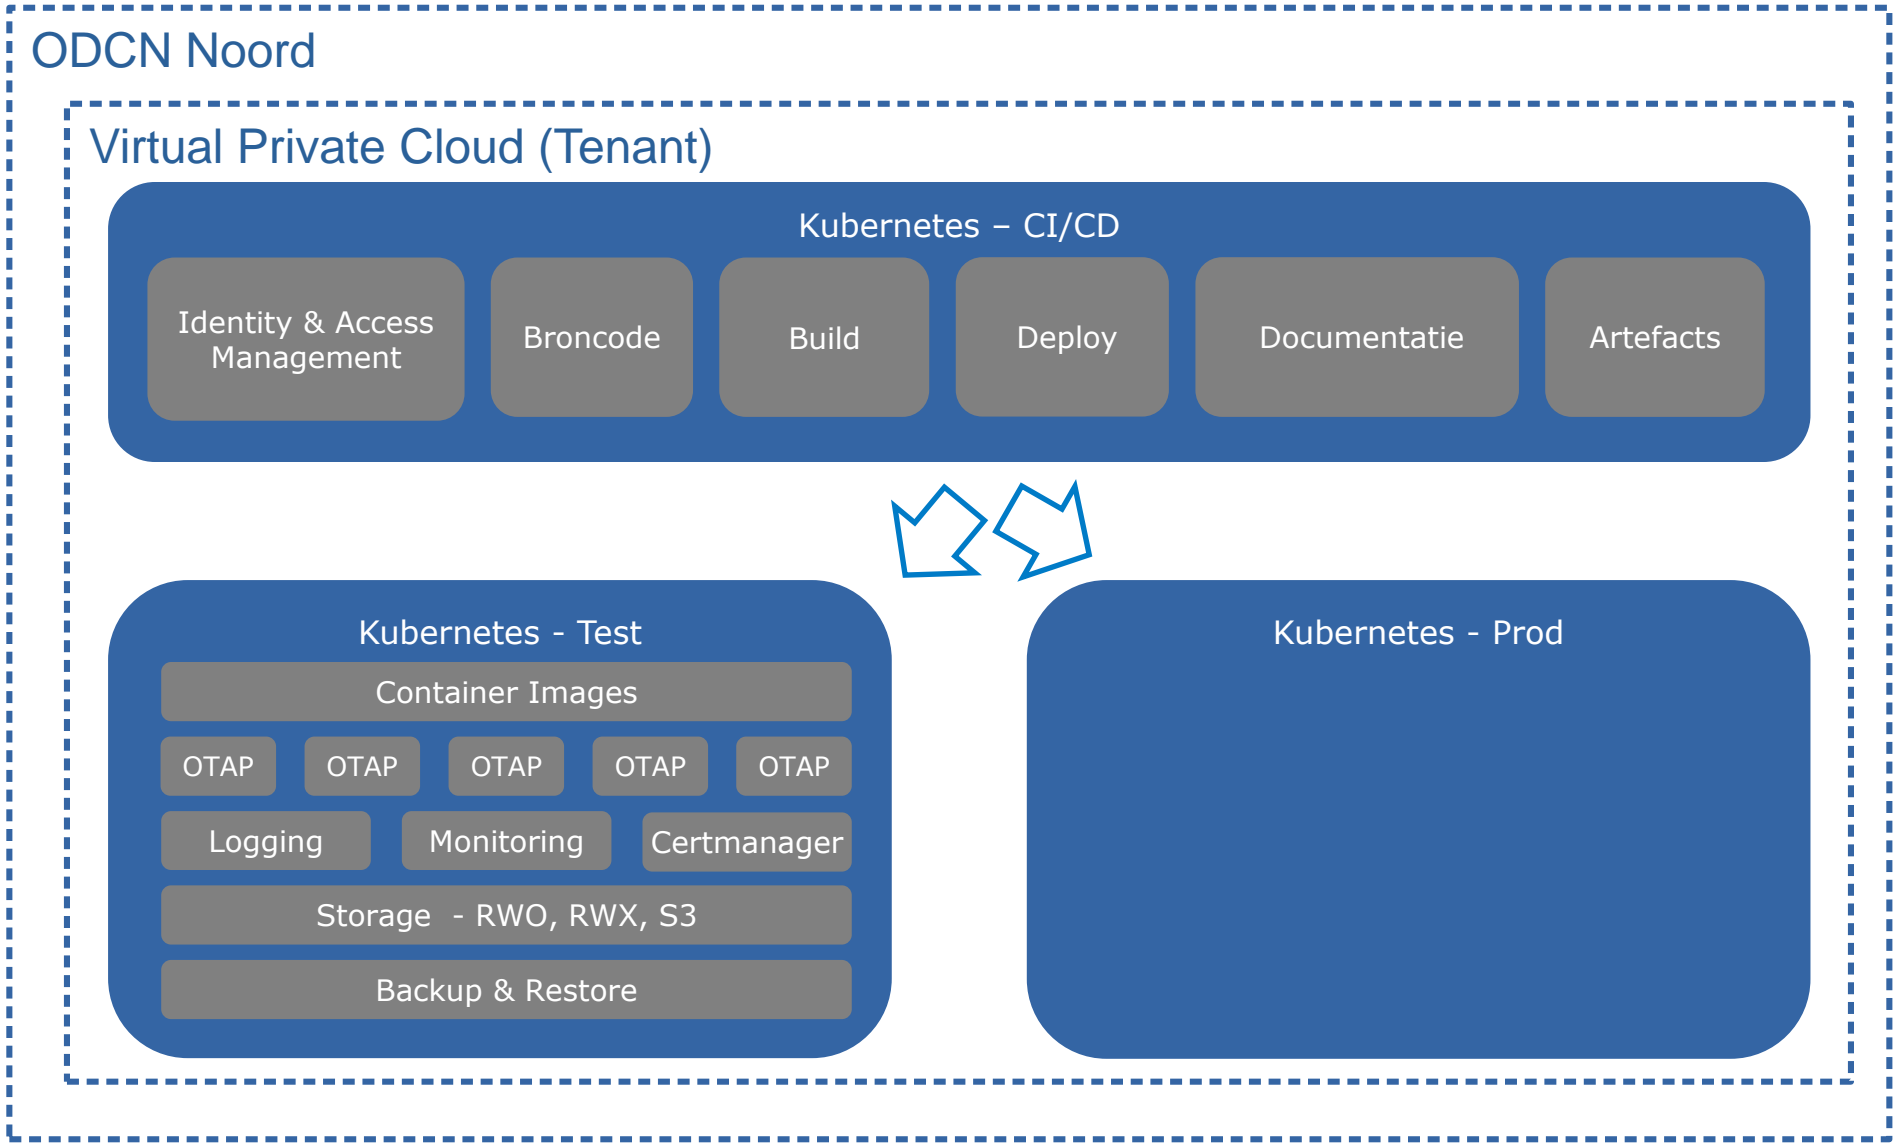 ODCN Noord
Virtual Private Cloud (Tenant)
Kubernetes – CI/CD
Identity & Access
Management
Broncode
Build
Deploy
Documentatie
Artefacts
Kubernetes - Test
Container Images
OTAP
OTAP
OTAP
OTAP
OTAP
Logging
Monitoring
Certmanager
Storage  - RWO, RWX, S3
Backup & Restore
Kubernetes - Prod